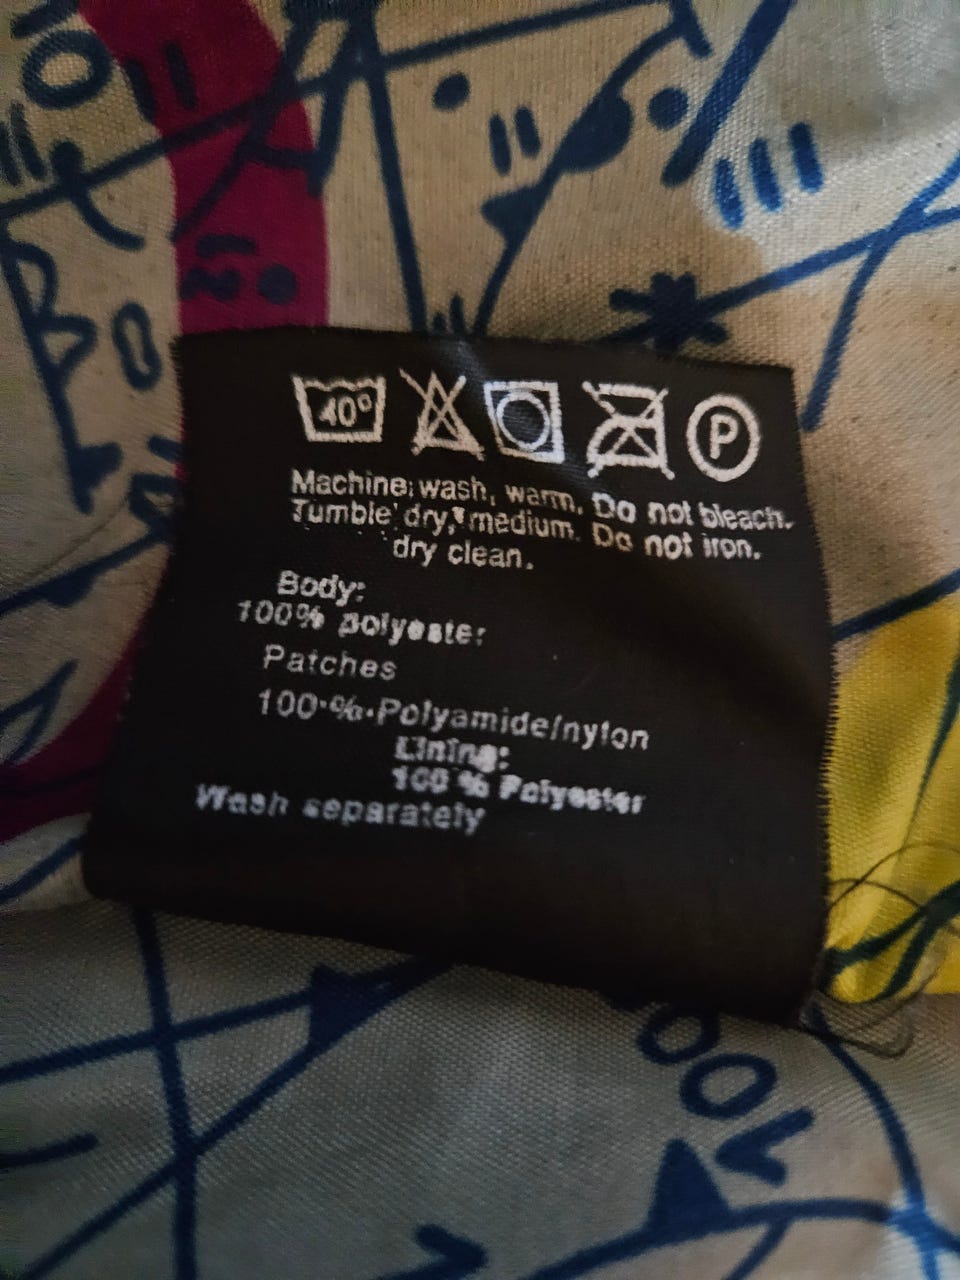 BO
40°
P
Machine wash, warm. Do not bleach.
Tumble dry, medium. Do not iron.
dry clean.
Body:
100% polyester
Patches
100 % Polyamide/nylon
Lining:
100 % Polyester
Wash separately